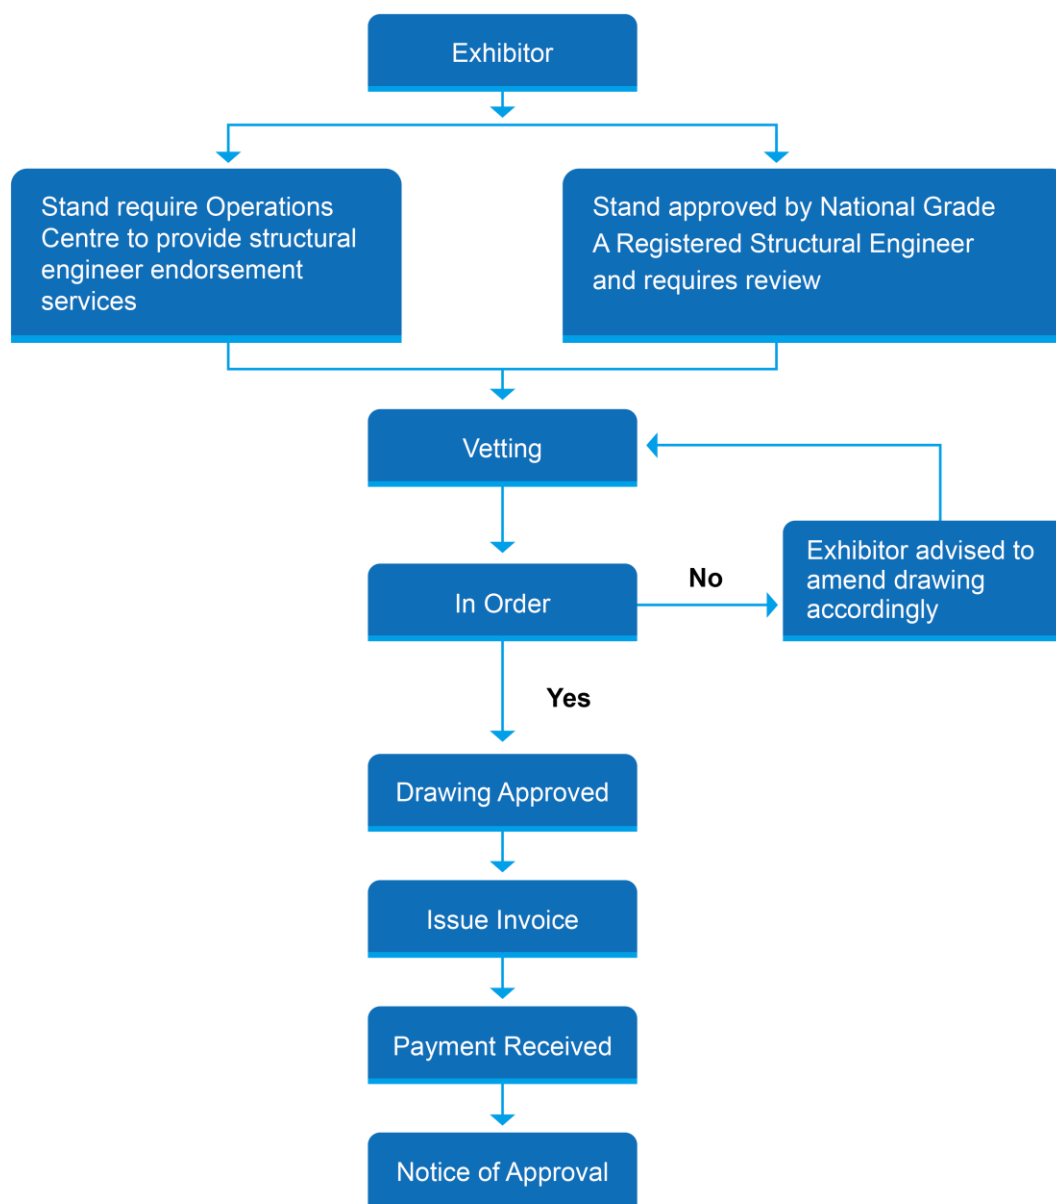 Exhibitor
Stand require Operations
Centre to provide structural
engineer endorsement
services
Stand approved by National Grade
A Registered Structural Engineer
and requires review
Vetting
In Order
No
Exhibitor advised to
amend drawing
accordingly
Yes
Drawing Approved
Issue Invoice
Payment Received
Notice of Approval